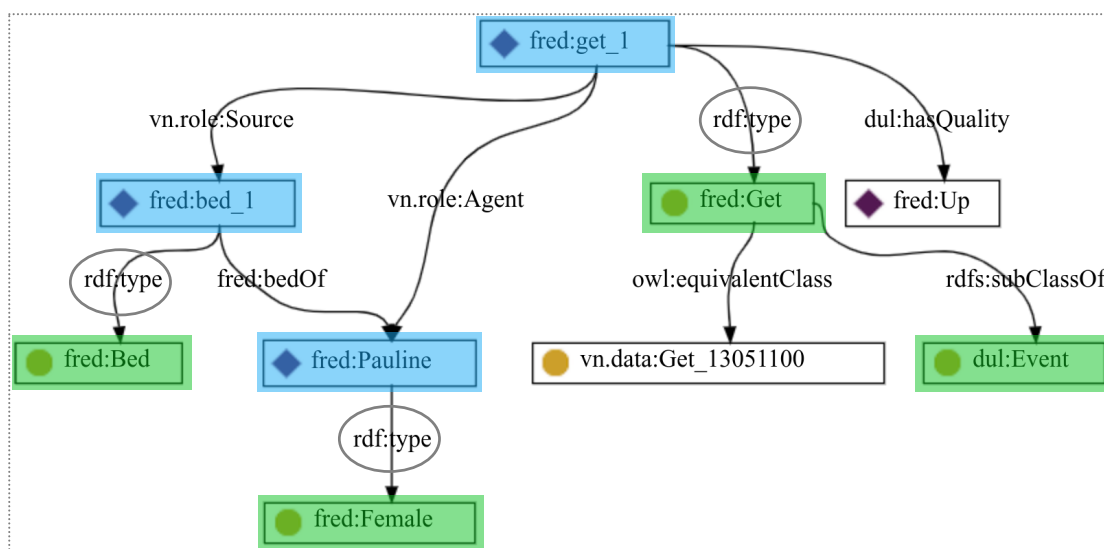 fred:get_1
vn.role:Source
rdf:type
dul:hasQuality
fred:bed_1
vn.role:Agent
fred:Get
fred:Up
rdf:type
fred:bedOf
owl:equivalentClass
rdfs:subClassOf
fred:Bed
fred:Pauline
vn.data:Get_13051100
dul:Event
rdf:type
fred:Female